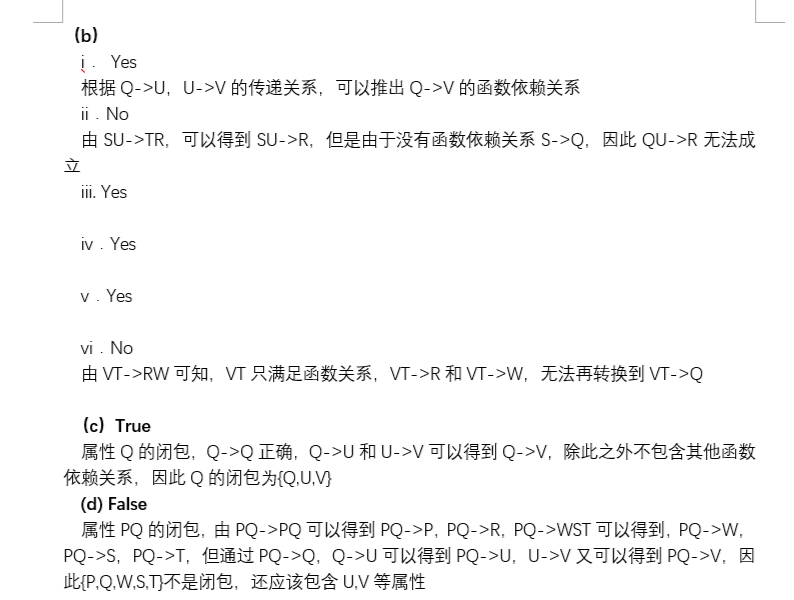 (b)
i． Yes
根据 Q->U，U->V 的传递关系，可以推出 Q->V 的函数依赖关系
ii．No
由 SU->TR，可以得到 SU->R，但是由于没有函数依赖关系 S->Q，因此 QU->R 无法成
立
iii. Yes
iv．Yes
v．Yes
vi．No
由 VT->RW 可知，VT 只满足函数关系，VT->R 和 VT->W，无法再转换到 VT->Q
(c) True
属性 Q 的闭包，Q->Q 正确，Q->U 和 U->V 可以得到 Q->V，除此之外不包含其他函数
依赖关系，因此 Q 的闭包为{Q,U,V}
(d) False
属性 PQ 的闭包，由 PQ->PQ 可以得到 PQ->P，PQ->R，PQ->WST 可以得到，PQ->W，
PQ->S，PQ->T，但通过 PQ->Q，Q->U 可以得到 PQ->U，U->V 又可以得到 PQ->V，因
此{P,Q,W,S,T}不是闭包，还应该包含 U,V 等属性